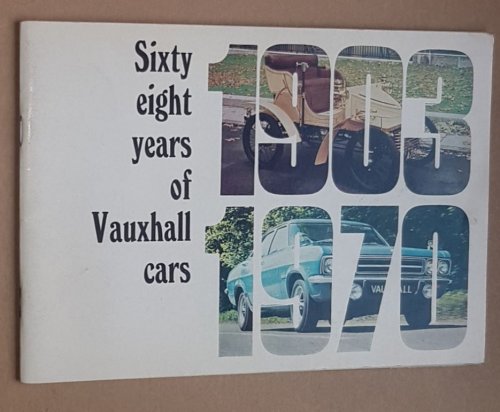 Sixty
eight
years
of
Vauxhall
cars
1903
1970
VAUXHALL